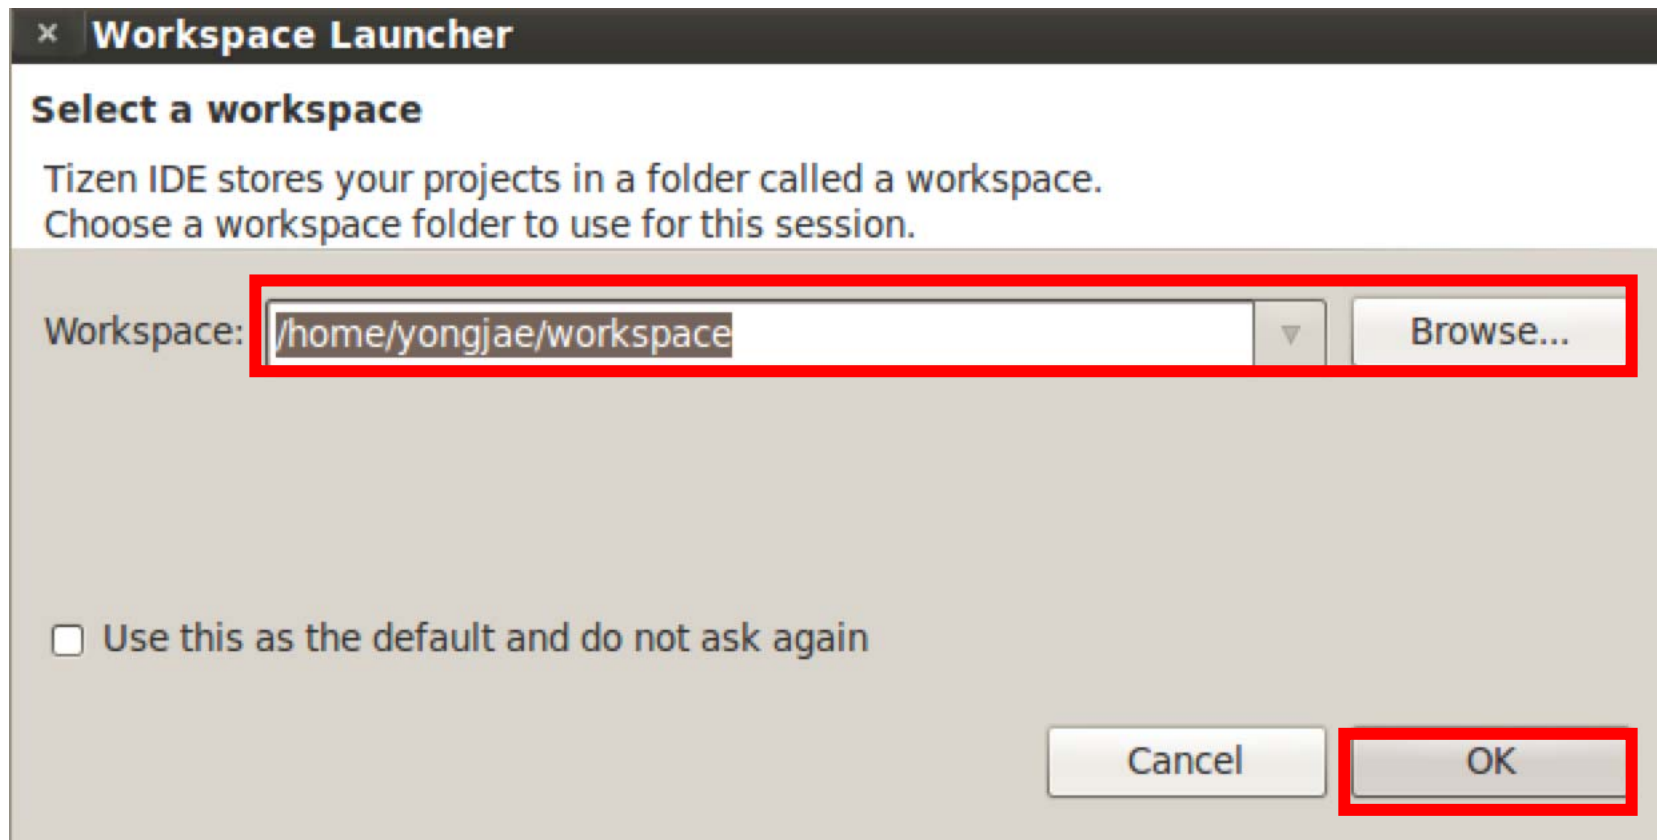 Workspace Launcher
Select a workspace
Tizen IDE stores your projects in a folder called a workspace.
Choose a workspace folder to use for this session.
Workspace: /home/yongjae/workspace Browse...
Use this as the default and do not ask again
Cancel OK